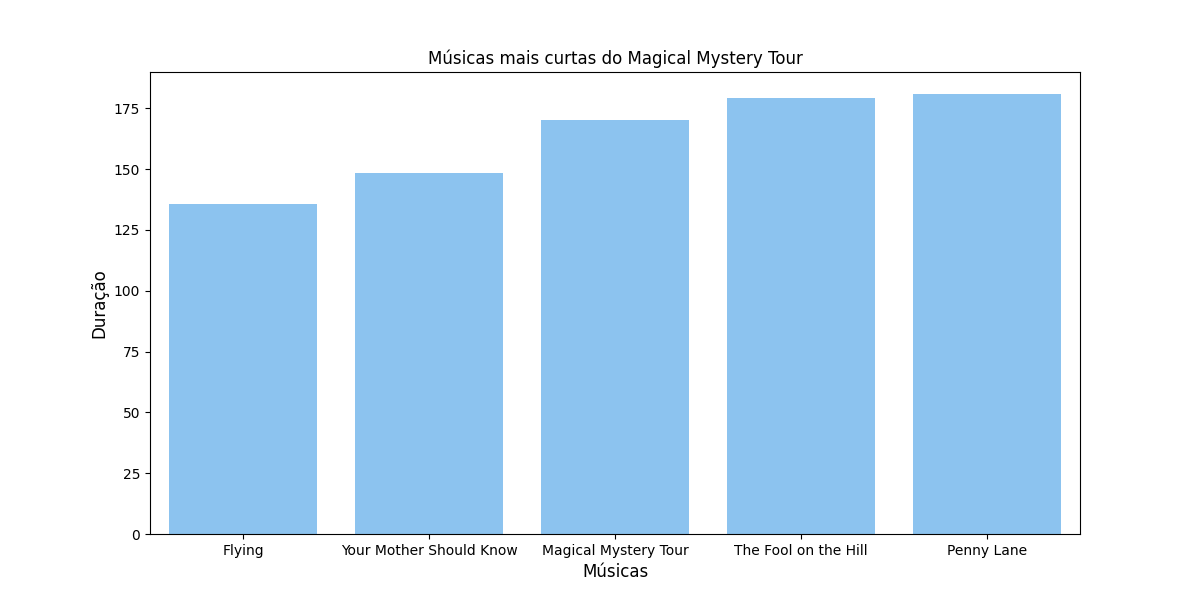 Músicas mais curtas do Magical Mystery Tour
175
150
125
100
75
50
25
0
Duração
Flying
Your Mother Should Know
Magical Mystery Tour
The Fool on the Hill
Penny Lane
Músicas